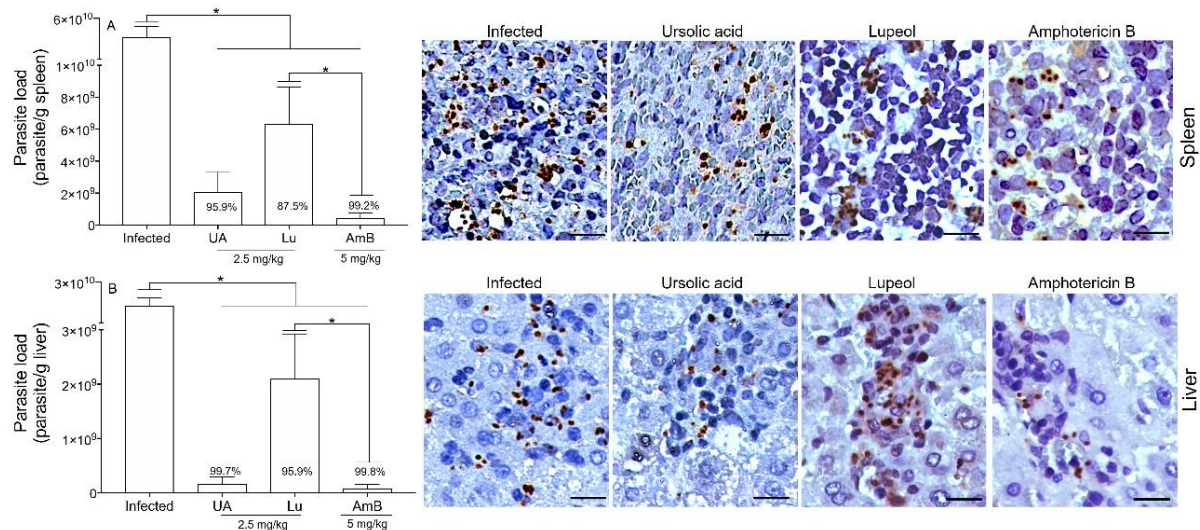 A
6×10¹⁰
*
1×10¹⁰
*
8×10⁹
6×10⁹
4×10⁹
2×10⁹
0
Parasite load
(parasite/g spleen)
95.9%
87.5%
99.2%
Infected UA Lu AmB
2.5 mg/kg 5 mg/kg
Infected Ursolic acid Lupeol Amphotericin B
Spleen
B
3×10¹⁰
*
3×10⁹
*
2×10⁹
1×10⁹
0
Parasite load
(parasite/g liver)
99.7%
95.9%
99.8%
Infected UA Lu AmB
2.5 mg/kg 5 mg/kg
Infected Ursolic acid Lupeol Amphotericin B
Liver